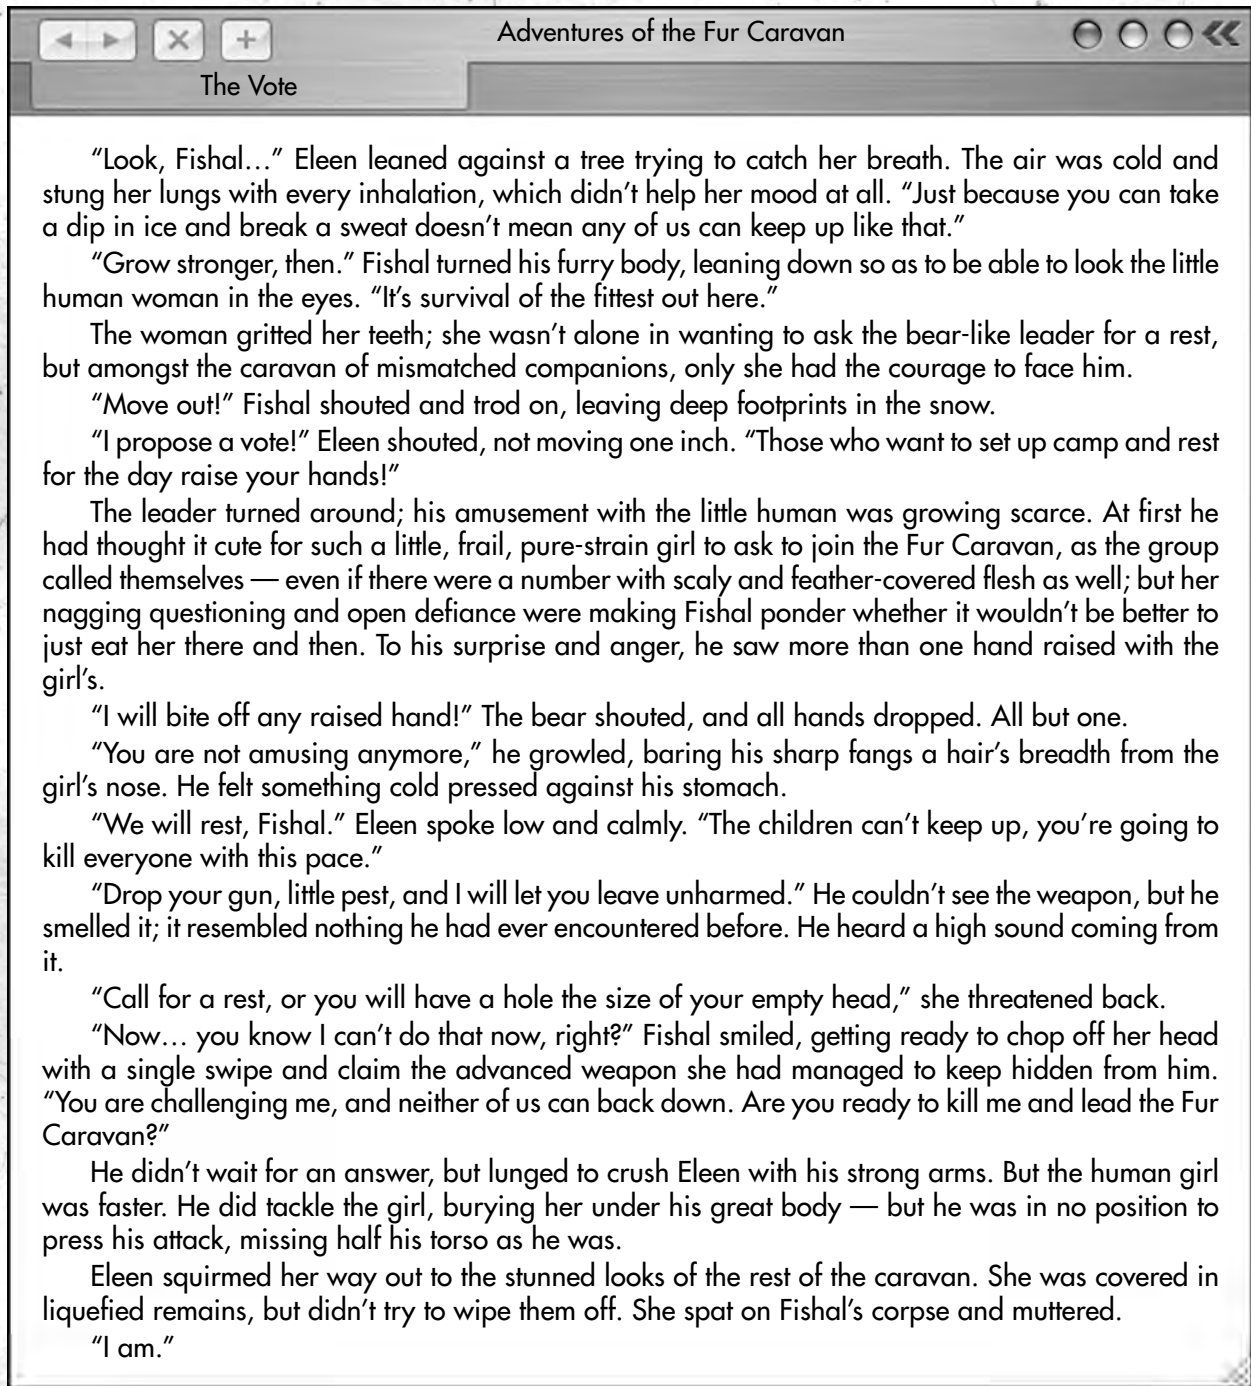 Adventures of the Fur Caravan
The Vote
“Look, Fishal…” Eleen leaned against a tree trying to catch her breath. The air was cold and
stung her lungs with every inhalation, which didn’t help her mood at all. “Just because you can take
a dip in ice and break a sweat doesn’t mean any of us can keep up like that.”
“Grow stronger, then.” Fishal turned his furry body, leaning down so as to be able to look the little
human woman in the eyes. “It’s survival of the fittest out here.”
The woman gritted her teeth; she wasn’t alone in wanting to ask the bear-like leader for a rest,
but amongst the caravan of mismatched companions, only she had the courage to face him.
“Move out!” Fishal shouted and trod on, leaving deep footprints in the snow.
“I propose a vote!” Eleen shouted, not moving one inch. “Those who want to set up camp and rest
for the day raise your hands!”
The leader turned around; his amusement with the little human was growing scarce. At first he
had thought it cute for such a little, frail, pure-strain girl to ask to join the Fur Caravan, as the group
called themselves — even if there were a number with scaly and feather-covered flesh as well; but her
nagging questioning and open defiance were making Fishal ponder whether it wouldn’t be better to
just eat her there and then. To his surprise and anger, he saw more than one hand raised with the
girl’s.
“I will bite off any raised hand!” The bear shouted, and all hands dropped. All but one.
“You are not amusing anymore,” he growled, baring his sharp fangs a hair’s breadth from the
girl’s nose. He felt something cold pressed against his stomach.
“We will rest, Fishal.” Eleen spoke low and calmly. “The children can’t keep up, you’re going to
kill everyone with this pace.”
“Drop your gun, little pest, and I will let you leave unharmed.” He couldn’t see the weapon, but he
smelled it; it resembled nothing he had ever encountered before. He heard a high sound coming from
it.
“Call for a rest, or you will have a hole the size of your empty head,” she threatened back.
“Now… you know I can’t do that now, right?” Fishal smiled, getting ready to chop off her head
with a single swipe and claim the advanced weapon she had managed to keep hidden from him.
“You are challenging me, and neither of us can back down. Are you ready to kill me and lead the Fur
Caravan?”
He didn’t wait for an answer, but lunged to crush Eleen with his strong arms. But the human girl
was faster. He did tackle the girl, burying her under his great body — but he was in no position to
press his attack, missing half his torso as he was.
Eleen squirmed her way out to the stunned looks of the rest of the caravan. She was covered in
liquefied remains, but didn’t try to wipe them off. She spat on Fishal’s corpse and muttered.
“I am.”